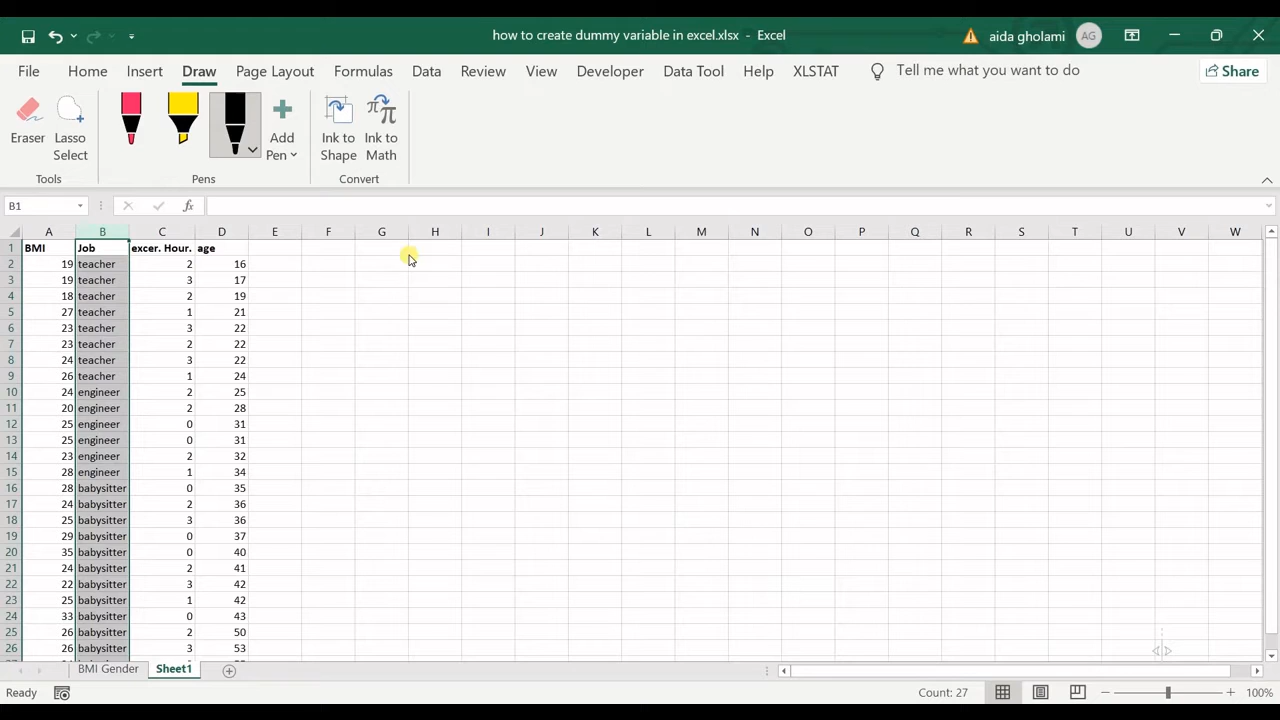 how to create dummy variable in excel.xlsx - Excel aida gholami AG
File Home Insert Draw Page Layout Formulas Data Review View Developer Data Tool Help XLSTAT Tell me what you want to do Share
Eraser Lasso Select Add Pen Ink to Shape Ink to Math
Tools Pens Convert
B1 fx
A B C D E F G H I J K L M N O P Q R S T U V W
1 BMI Job excer. Hour. age
2 19 teacher 2 16
3 19 teacher 3 17
4 18 teacher 2 19
5 27 teacher 1 21
6 23 teacher 3 22
7 23 teacher 2 22
8 24 teacher 3 22
9 26 teacher 1 24
10 24 engineer 2 25
11 20 engineer 2 28
12 25 engineer 0 31
13 25 engineer 0 31
14 23 engineer 2 32
15 28 engineer 1 34
16 28 babysitter 0 35
17 24 babysitter 2 36
18 25 babysitter 3 36
19 29 babysitter 0 37
20 35 babysitter 0 40
21 24 babysitter 2 41
22 22 babysitter 3 42
23 25 babysitter 1 42
24 33 babysitter 0 43
25 26 babysitter 2 50
26 26 babysitter 3 53
BMI Gender Sheet1
Ready Count: 27 100%